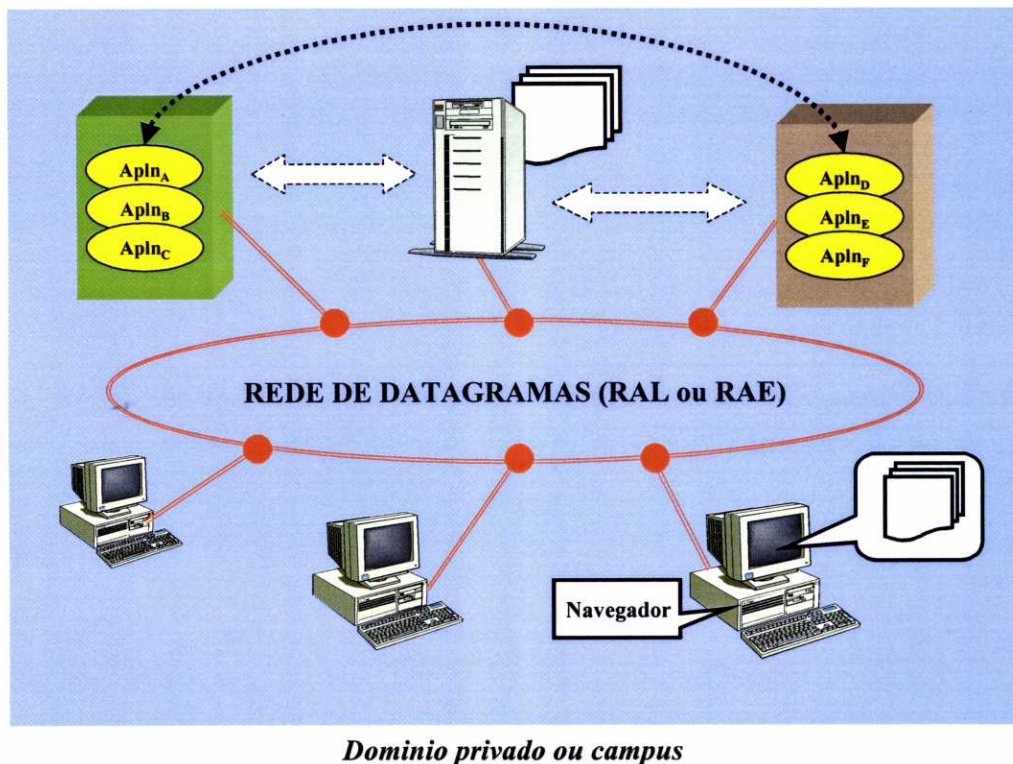 Apln_A
Apln_B
Apln_C
Apln_D
Apln_E
Apln_F
REDE DE DATAGRAMAS (RAL ou RAE)
Navegador
Dominio privado ou campus